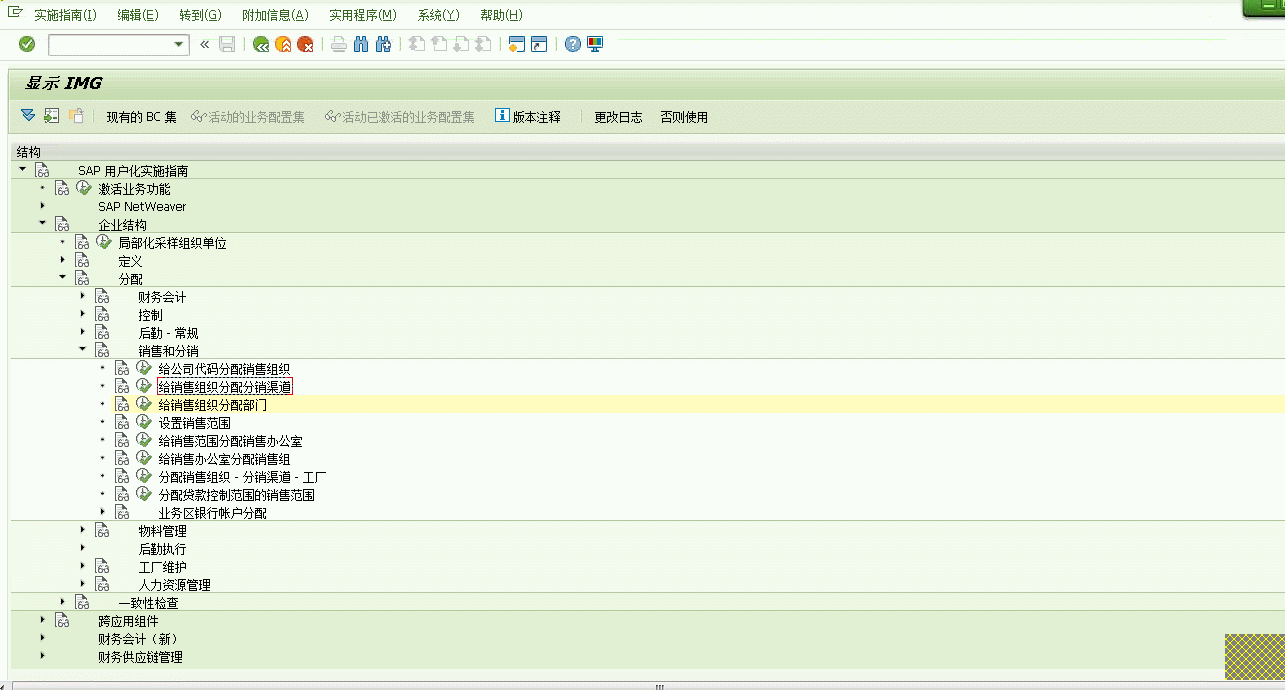 实施指南(I) 编辑(E) 转到(G) 附加信息(A) 实用程序(M) 系统(Y) 帮助(H)
显示 IMG
现有的 BC 集 活动的业务配置集 活动已激活的业务配置集 版本注释 更改日志 否则使用
结构
SAP 用户化实施指南
激活业务功能
SAP NetWeaver
企业结构
局部化采样组织单位
定义
分配
财务会计
控制
后勤 - 常规
销售和分销
给公司代码分配销售组织
给销售组织分配分销渠道
给销售组织分配部门
设置销售范围
给销售范围分配销售办公室
给销售办公室分配销售组
分配销售组织 - 分销渠道 - 工厂
分配贷款控制范围的销售范围
业务区银行帐户分配
物料管理
后勤执行
工厂维护
人力资源管理
一致性检查
跨应用组件
财务会计（新）
财务供应链管理